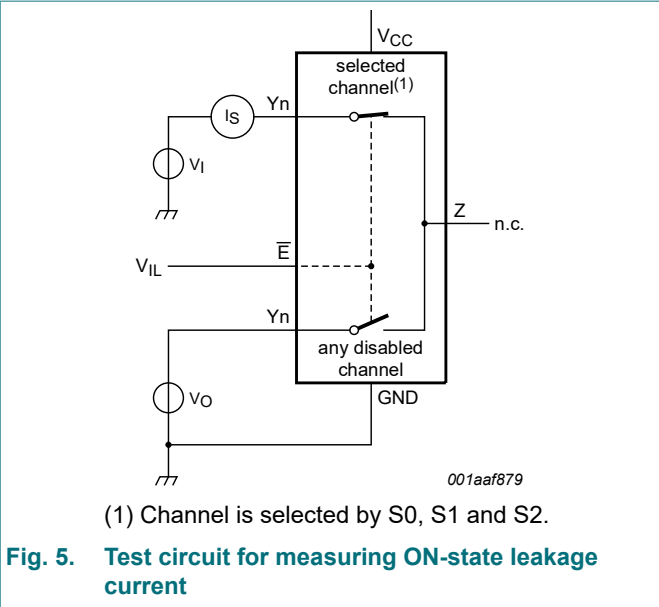 VCC
selected
channel(1)
Yn
IS
VI
Z
n.c.
E
VIL
Yn
any disabled
channel
VO
GND
001aaf879
(1) Channel is selected by S0, S1 and S2.
Fig. 5. Test circuit for measuring ON-state leakage
current